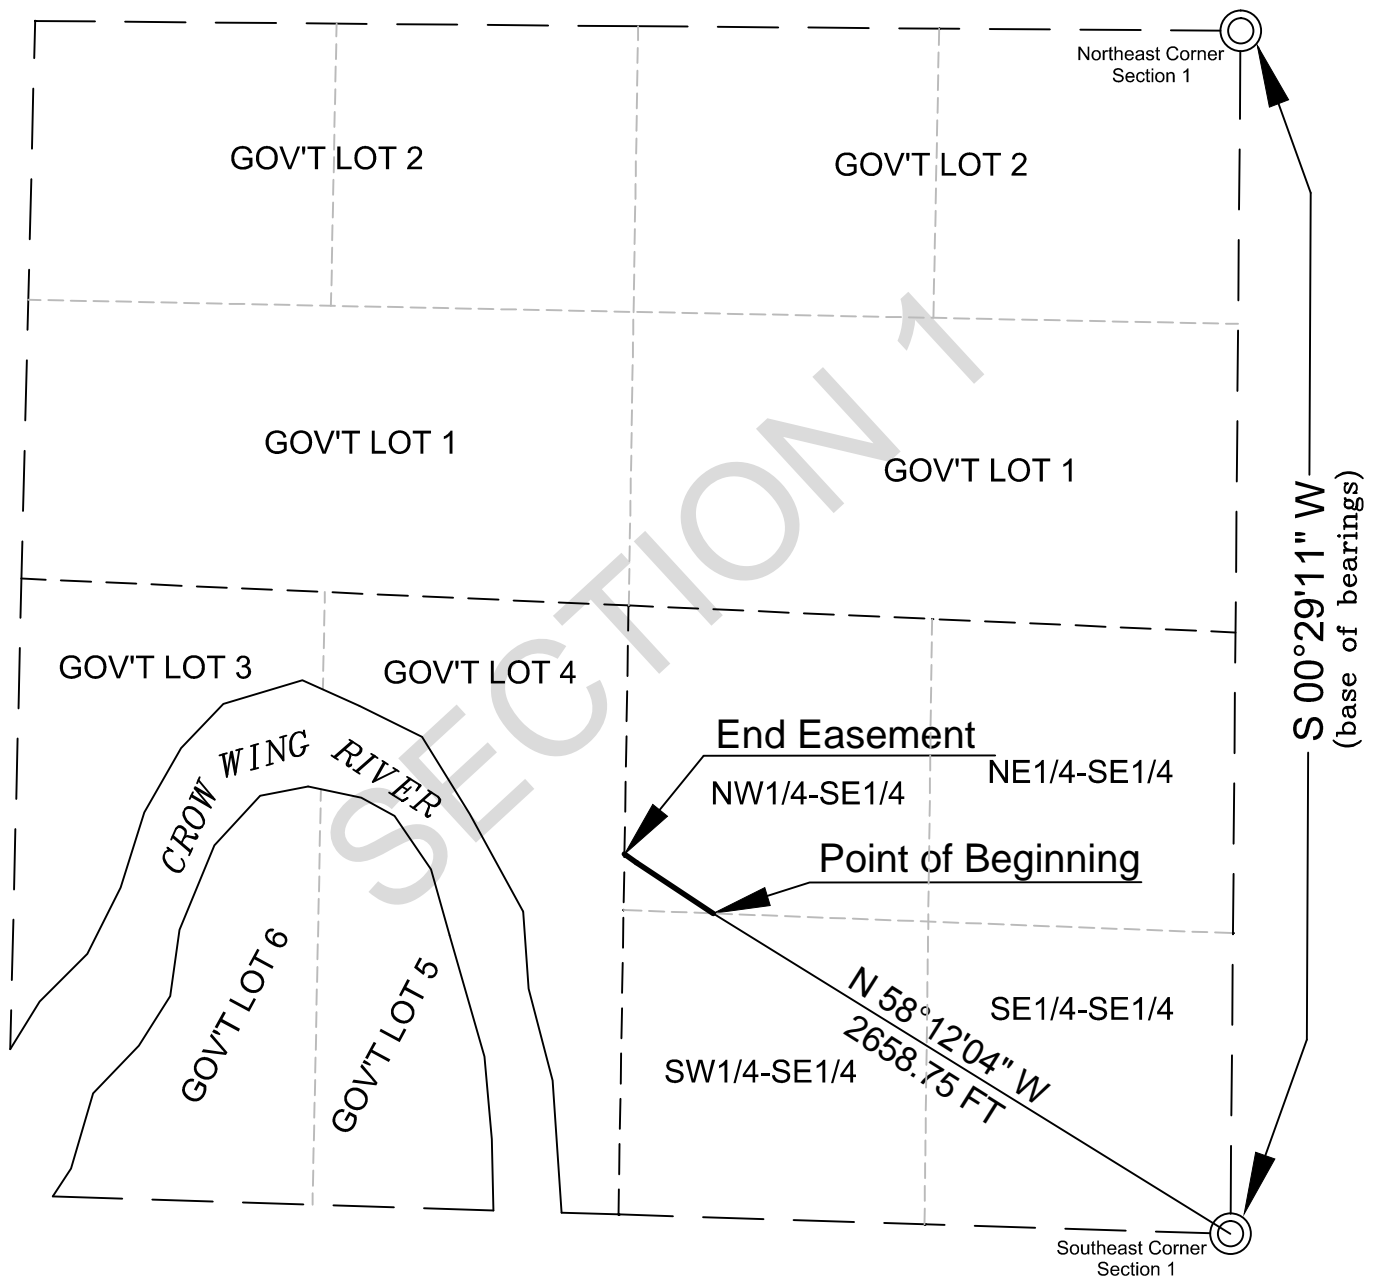 Northeast Corner
Section 1
GOV'T LOT 2
GOV'T LOT 2
SECTION 1
GOV'T LOT 1
GOV'T LOT 1
S 00°29'11" W
(base of bearings)
GOV'T LOT 3
GOV'T LOT 4
CROW WING RIVER
End Easement
NW1/4-SE1/4
NE1/4-SE1/4
Point of Beginning
GOV'T LOT 6
GOV'T LOT 5
N 58°12'04" W
2658.75 FT
SE1/4-SE1/4
SW1/4-SE1/4
Southeast Corner
Section 1